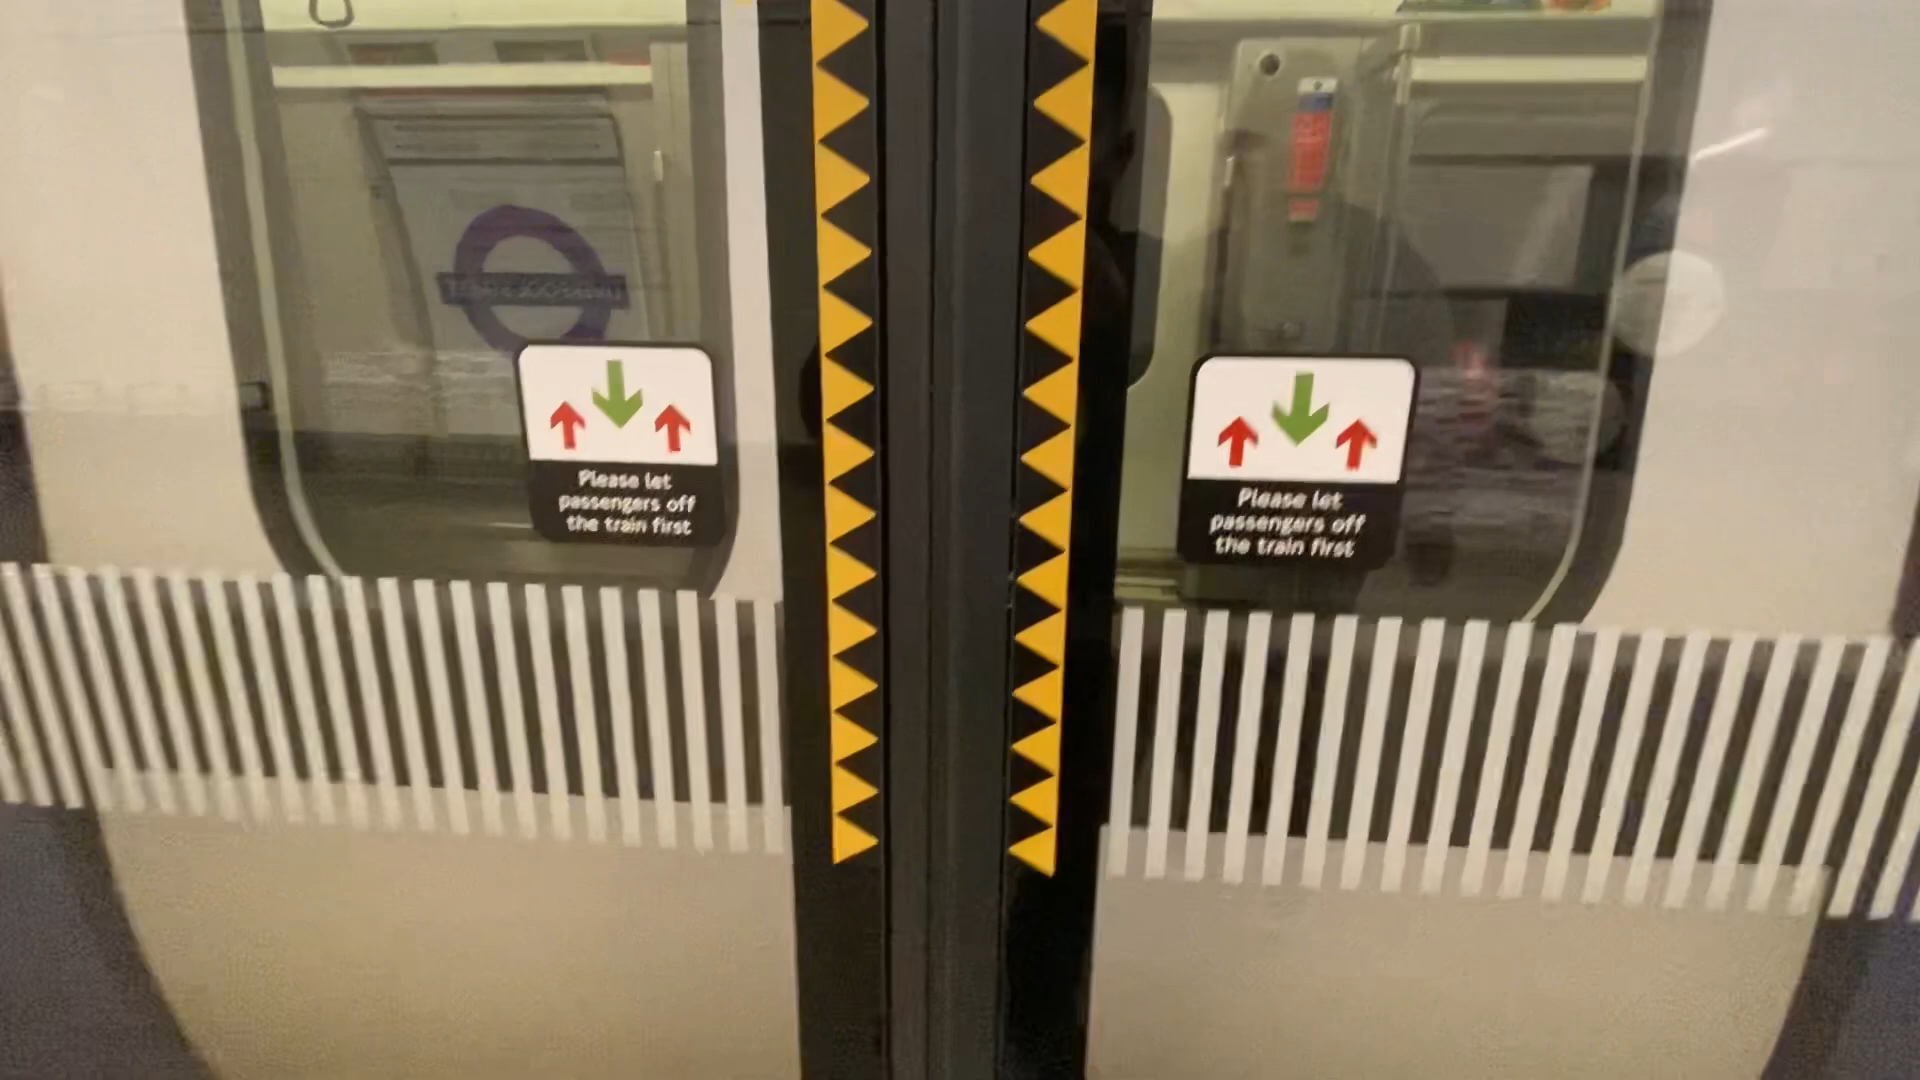 Please let
passengers off
the train first
Please let
passengers off
the train first